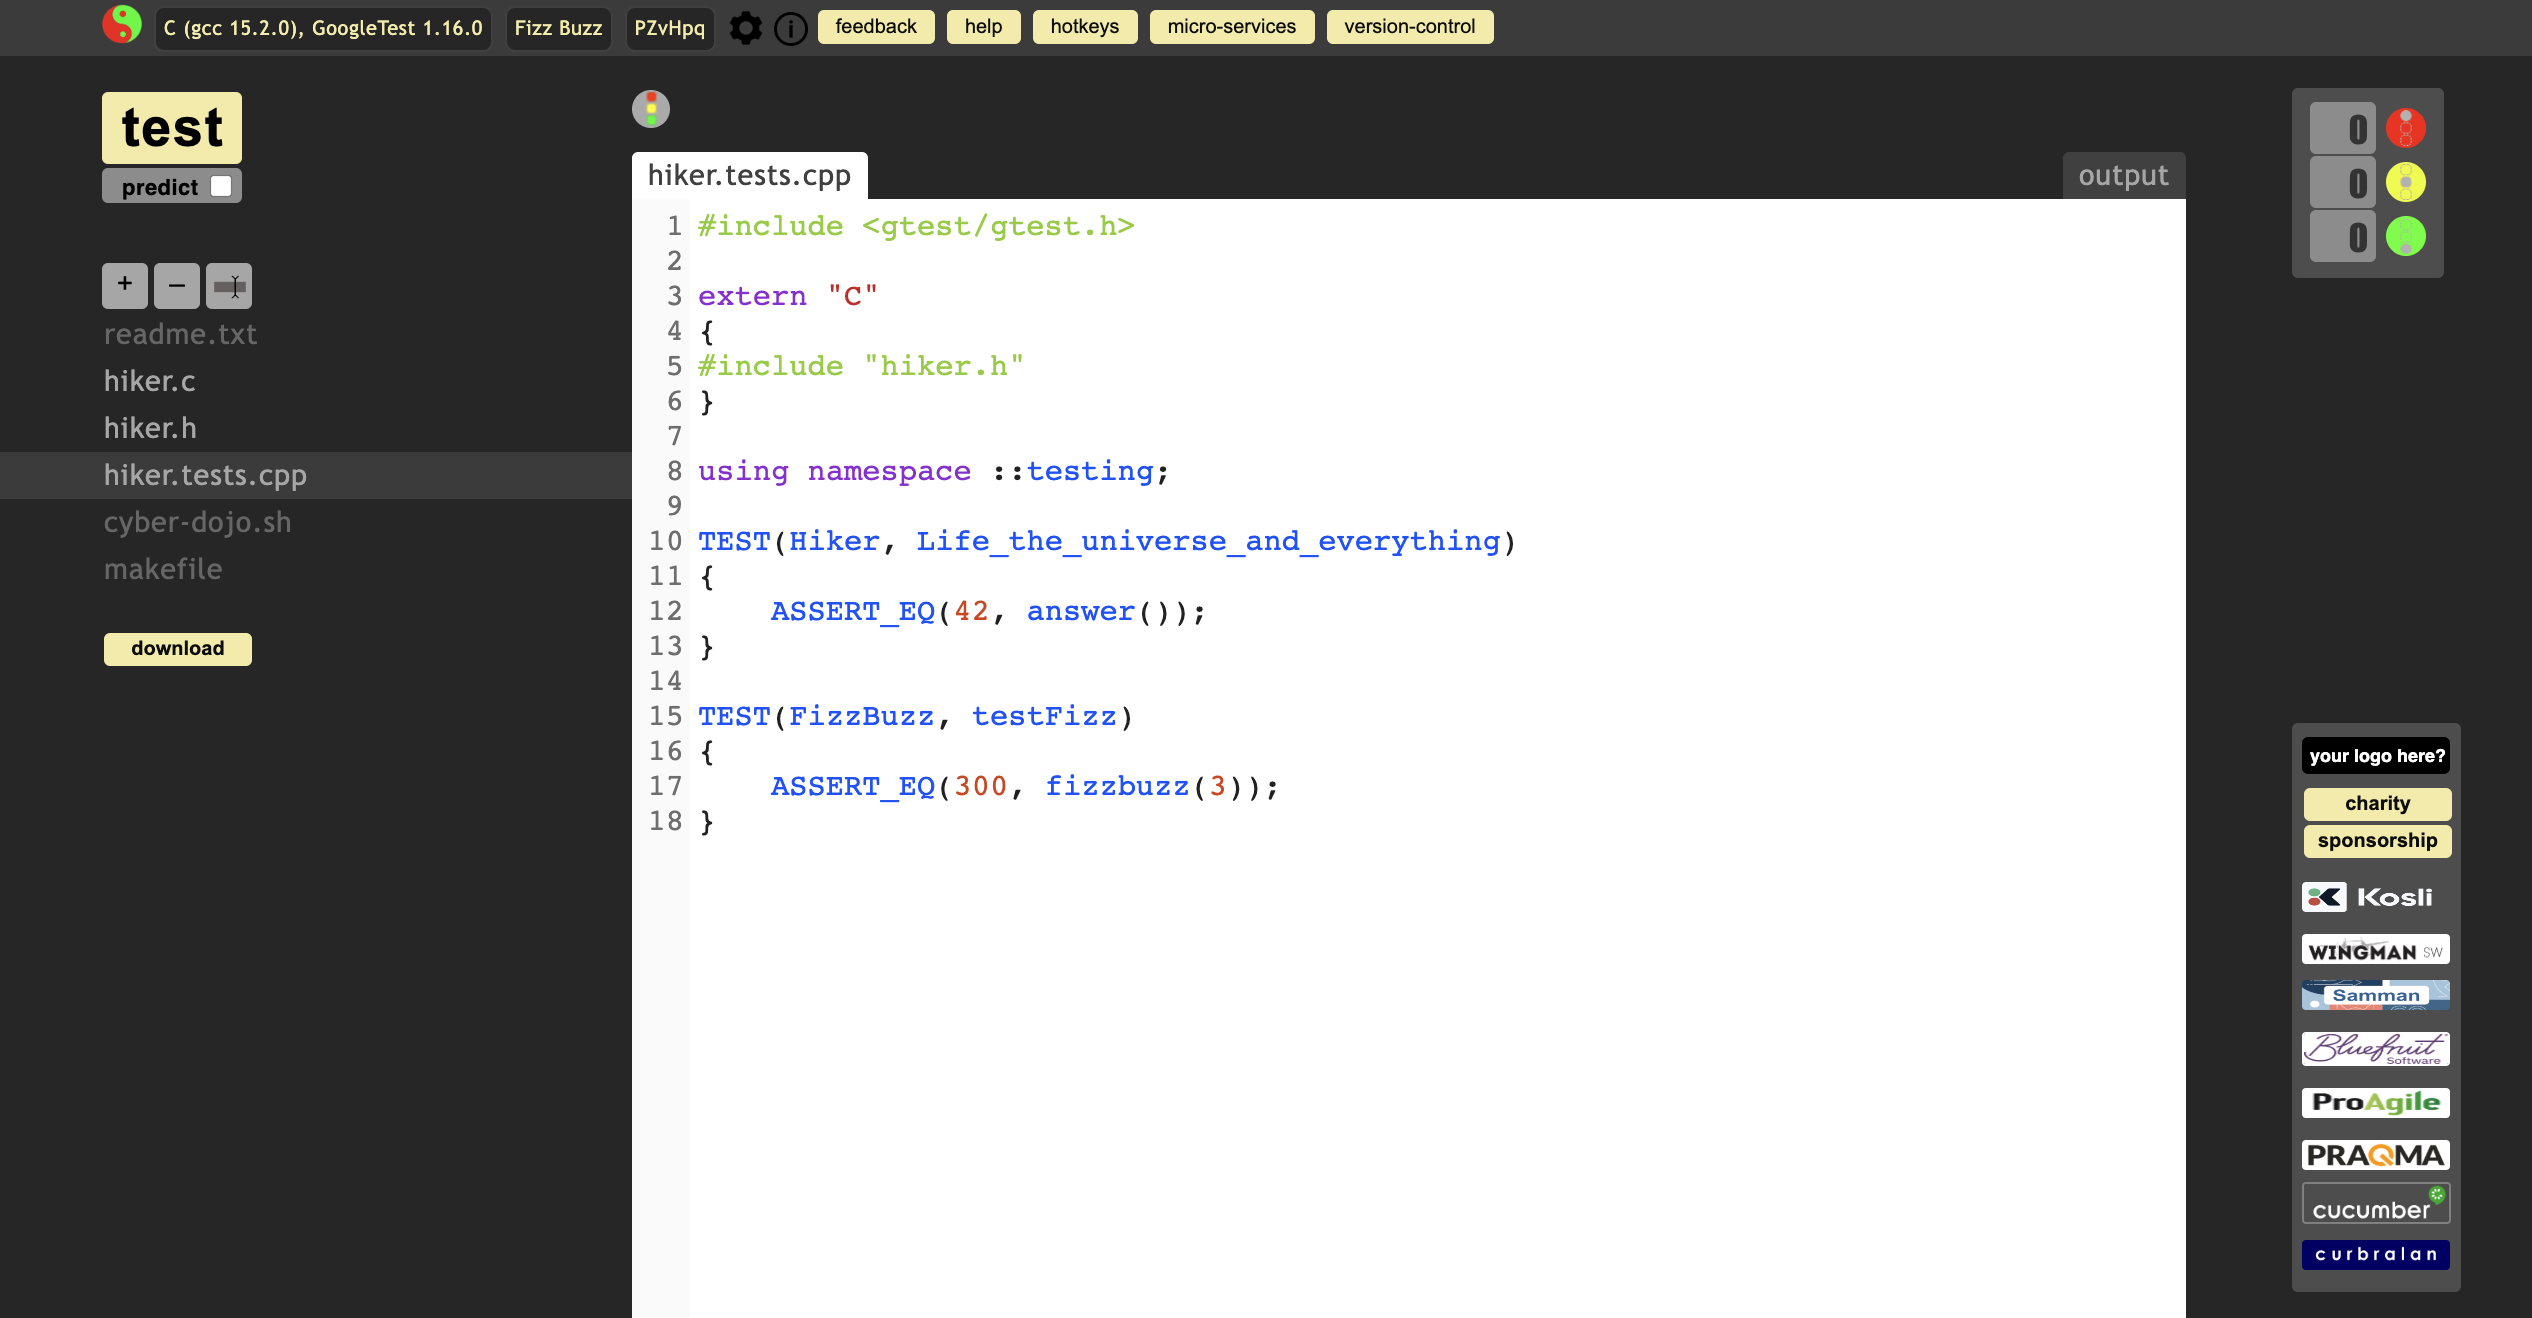 C (gcc 15.2.0), GoogleTest 1.16.0 Fizz Buzz PZvHpq i feedback help hotkeys micro-services version-control
test
predict
+ −
readme.txt
hiker.c
hiker.h
hiker.tests.cpp
cyber-dojo.sh
makefile
download
hiker.tests.cpp output
1 #include <gtest/gtest.h>
2
3 extern "C"
4 {
5 #include "hiker.h"
6 }
7
8 using namespace ::testing;
9
10 TEST(Hiker, Life_the_universe_and_everything)
11 {
12     ASSERT_EQ(42, answer());
13 }
14
15 TEST(FizzBuzz, testFizz)
16 {
17     ASSERT_EQ(300, fizzbuzz(3));
18 }
0
0
0
your logo here?
charity
sponsorship
Kosli
WINGMAN SW
Samman
Bluefruit
Software
ProAgile
PRAQMA
cucumber
curbralan